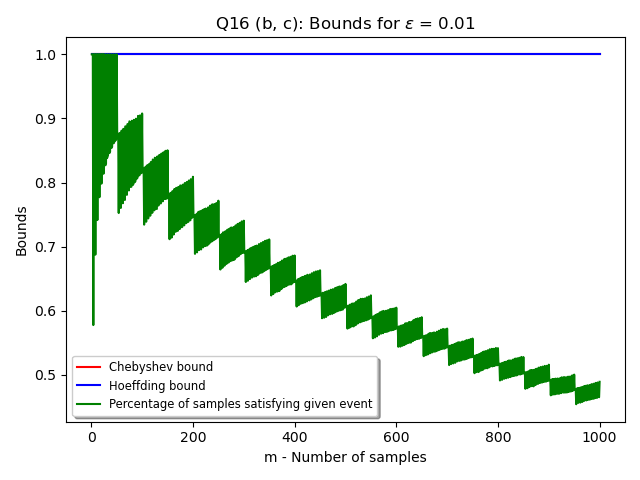 Q16 (b, c): Bounds for ε = 0.01
Bounds
1.0
0.9
0.8
0.7
0.6
0.5
Chebyshev bound
Hoeffding bound
Percentage of samples satisfying given event
0 200 400 600 800 1000
m - Number of samples